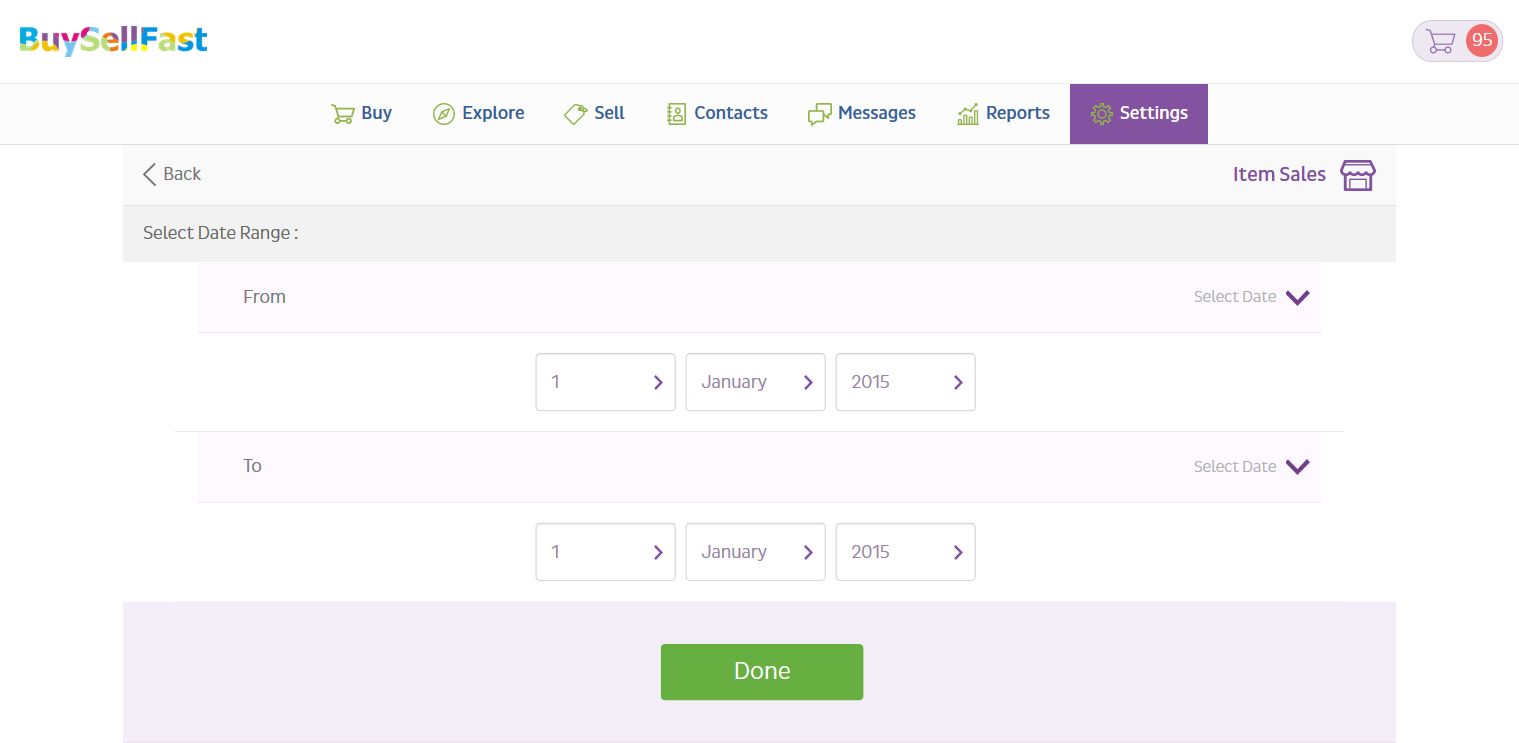 BuySellFast
95
Buy Explore Sell Contacts Messages Reports Settings
Back Item Sales
Select Date Range :
From Select Date
1 January 2015
To Select Date
1 January 2015
Done